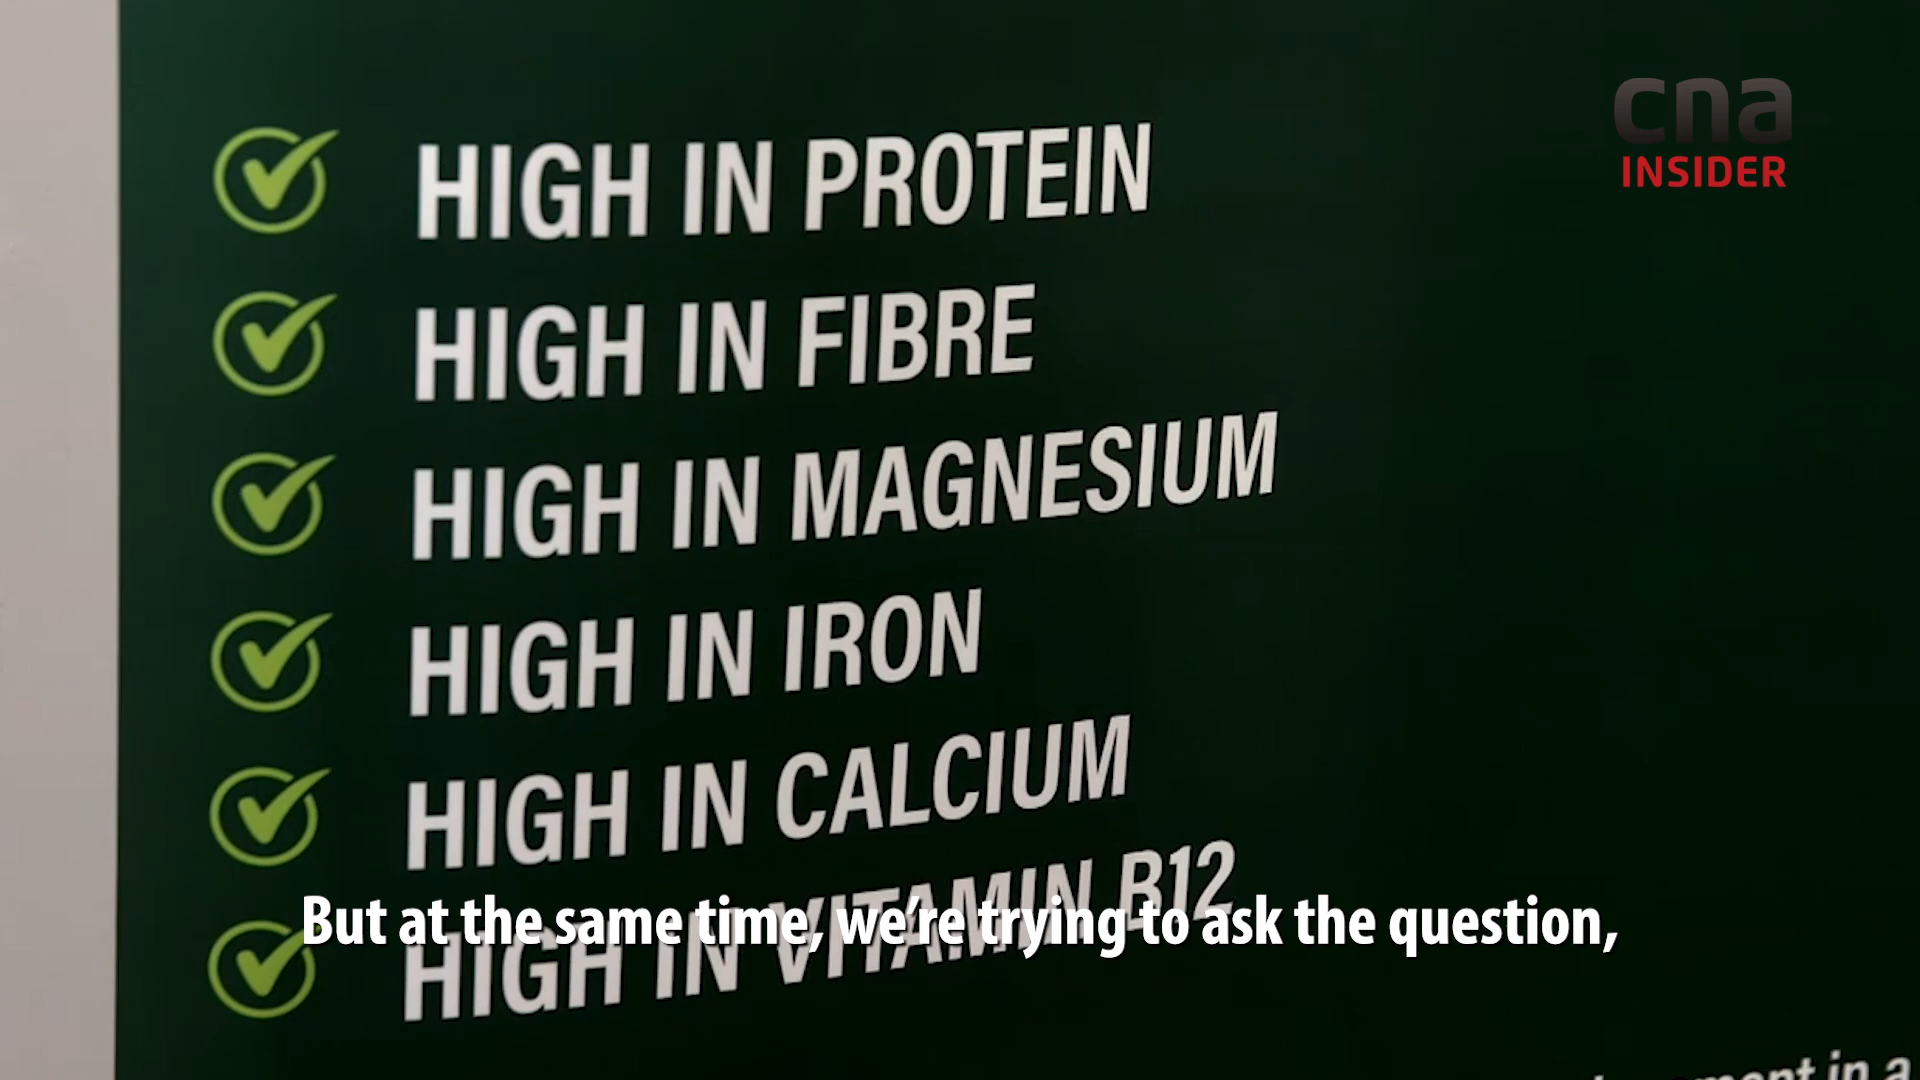 cna
INSIDER
HIGH IN PROTEIN
HIGH IN FIBRE
HIGH IN MAGNESIUM
HIGH IN IRON
HIGH IN CALCIUM
HIGH IN VITAMIN B12
But at the same time, we're trying to ask the question,
in a